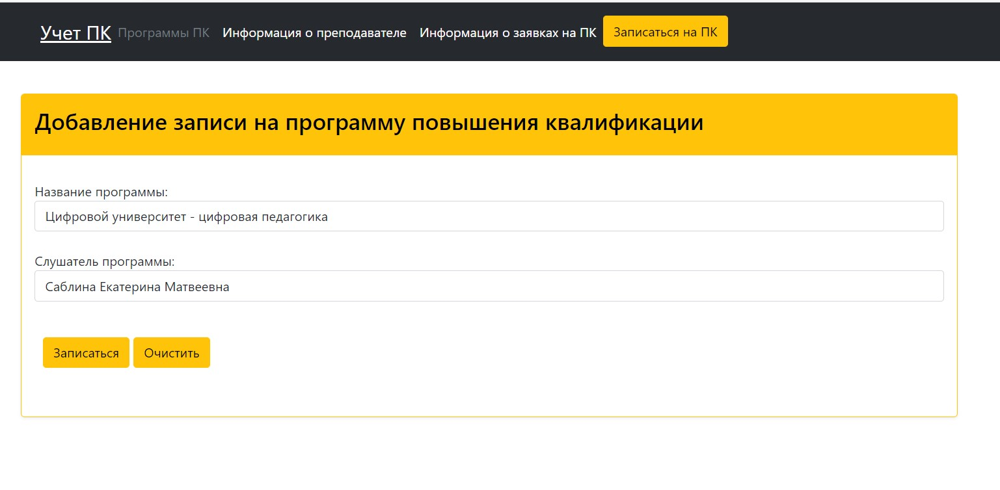 Учет ПК Программы ПК Информация о преподавателе Информация о заявках на ПК Записаться на ПК
Добавление записи на программу повышения квалификации
Название программы:
Цифровой университет - цифровая педагогика
Слушатель программы:
Саблина Екатерина Матвеевна
Записаться Очистить